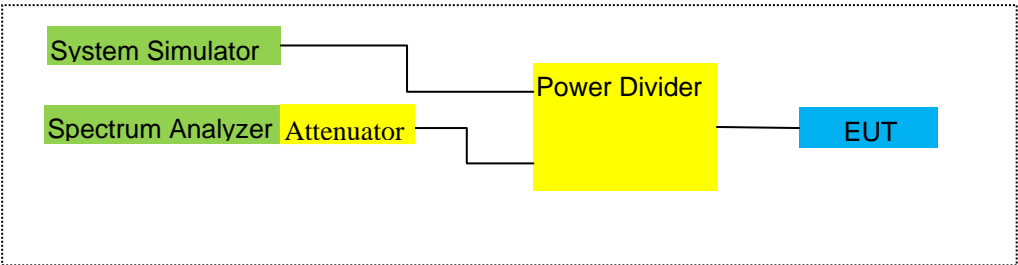 System Simulator
Power Divider
Spectrum Analyzer Attenuator
EUT